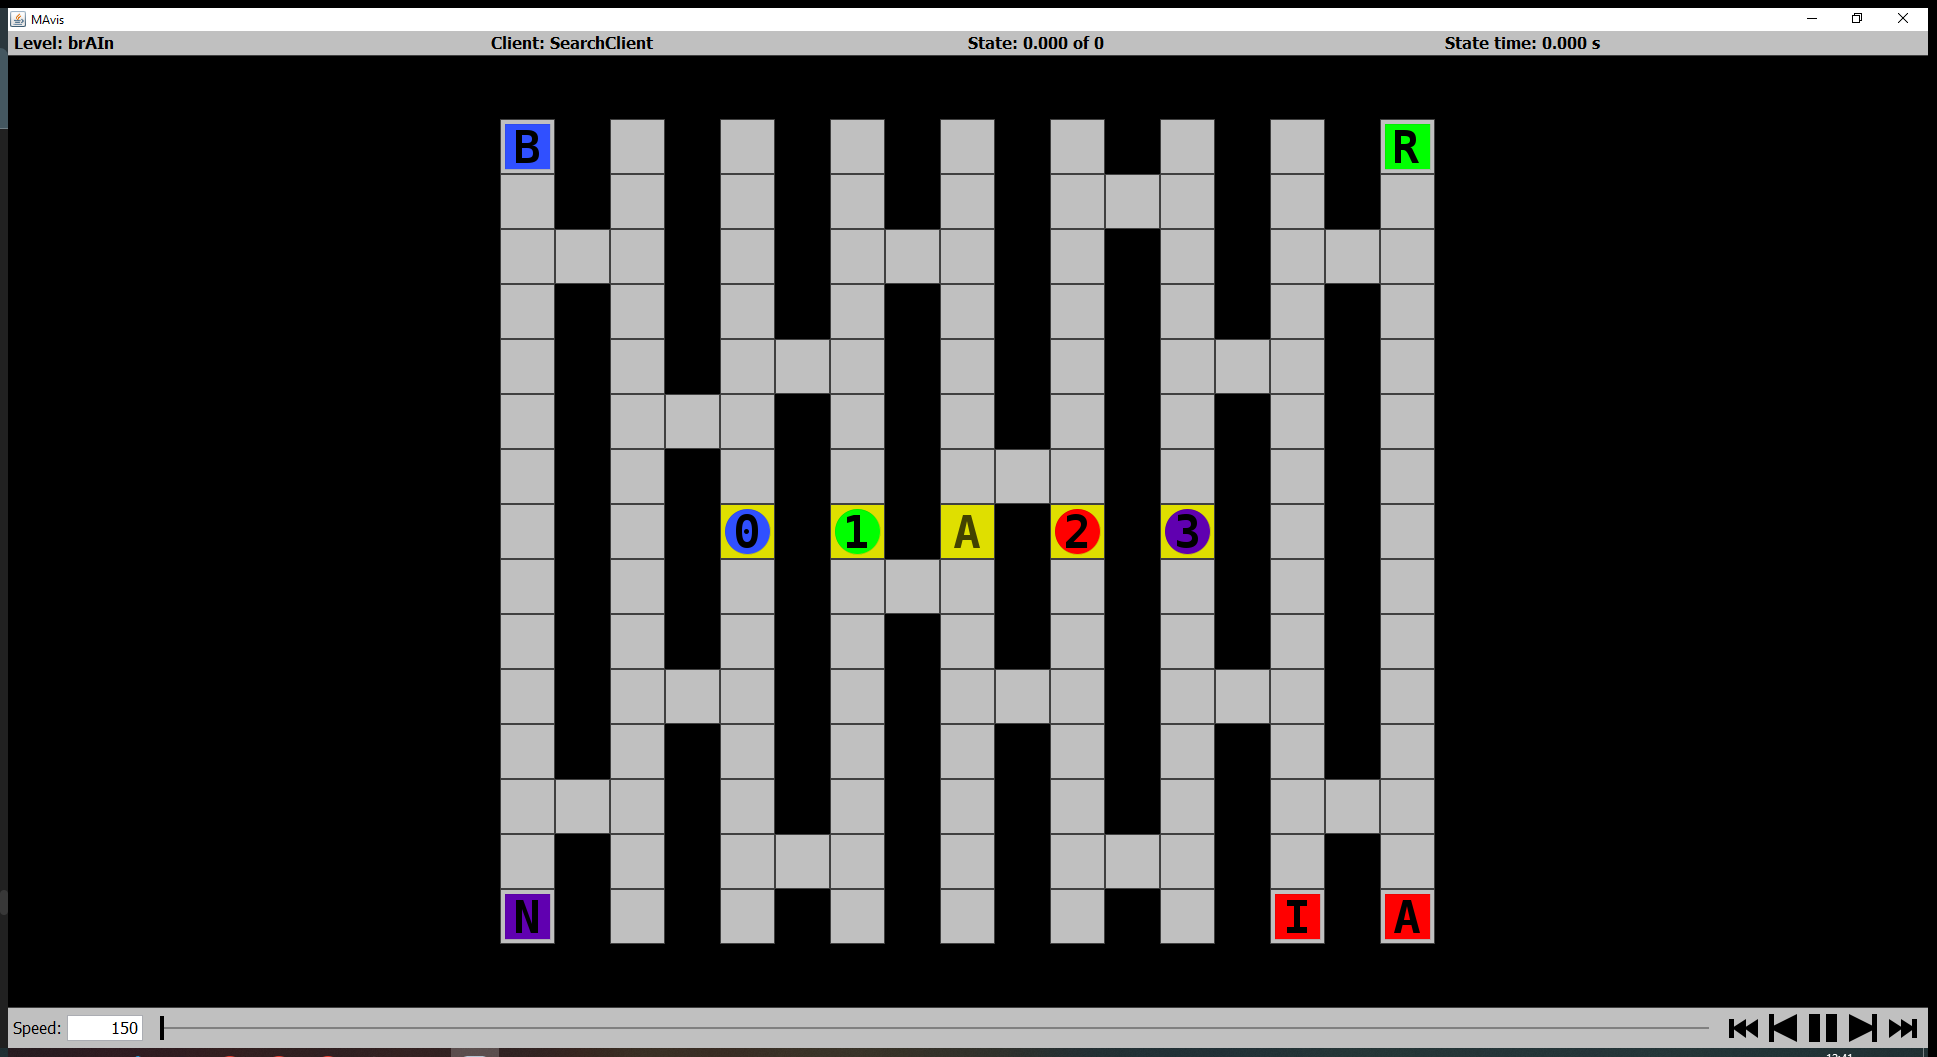 MAvis
Level: brAIn Client: SearchClient State: 0.000 of 0 State time: 0.000 s
B R
0 1 A 2 3
N I A
Speed: 150